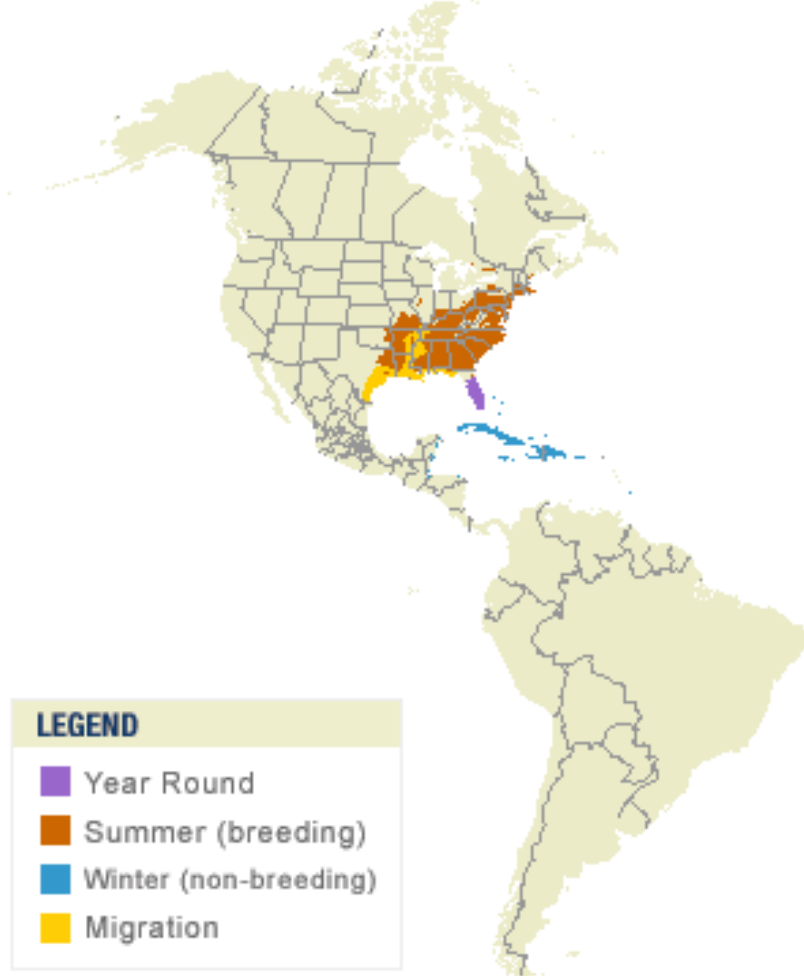 LEGEND
Year Round
Summer (breeding)
Winter (non-breeding)
Migration